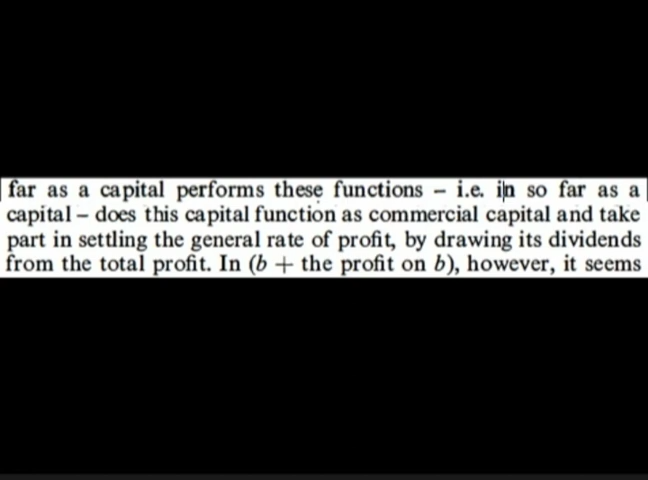 far as a capital performs these functions – i.e. in so far as a
capital – does this capital function as commercial capital and take
part in settling the general rate of profit, by drawing its dividends
from the total profit. In (b + the profit on b), however, it seems